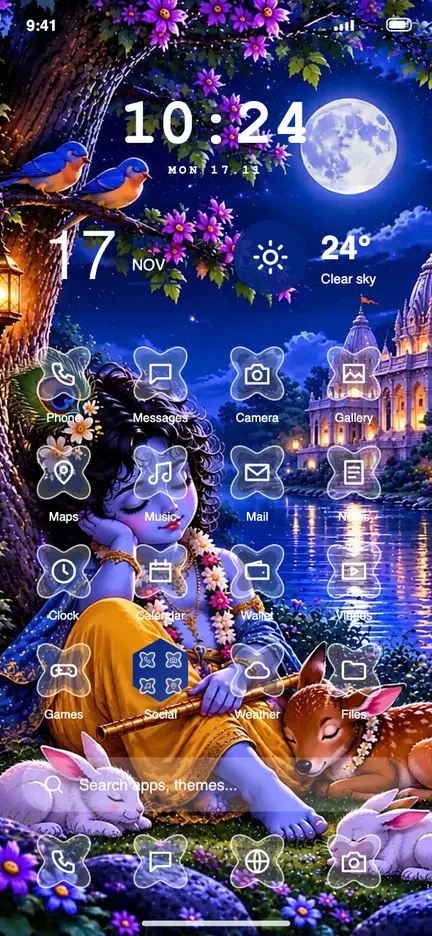 9:41
10:24
MON 17.11
17
NOV
24°
Clear sky
Phone Messages Camera Gallery
Maps Music Mail Notes
Clock Calendar Wallet Videos
Games Social Weather Files
Search apps, themes...